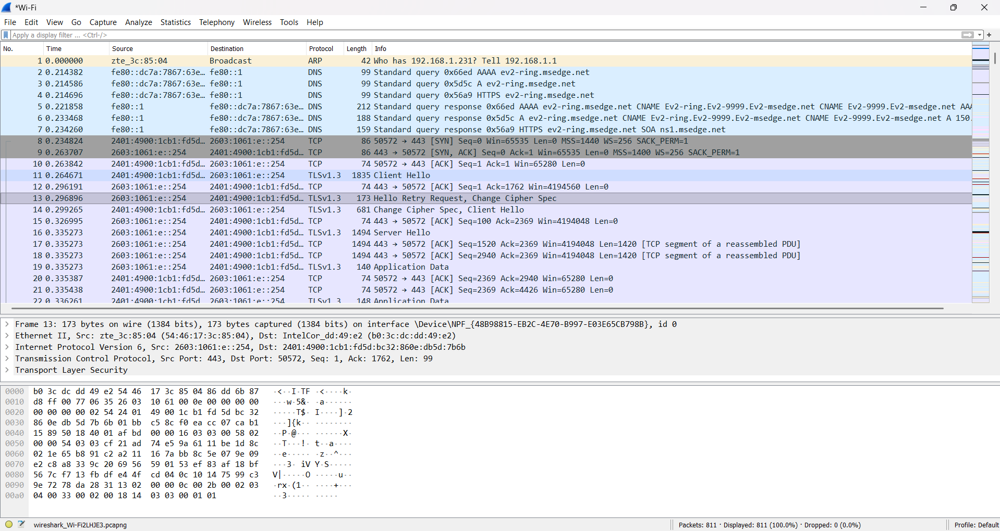 *Wi-Fi
File Edit View Go Capture Analyze Statistics Telephony Wireless Tools Help
Apply a display filter ... <Ctrl-/>
No. Time Source Destination Protocol Length Info
1 0.000000 zte_3c:85:04 Broadcast ARP 42 Who has 192.168.1.231? Tell 192.168.1.1
2 0.214382 fe80::dc7a:7867:63e… fe80::1 DNS 99 Standard query 0x66ed AAAA ev2-ring.msedge.net
3 0.214586 fe80::dc7a:7867:63e… fe80::1 DNS 99 Standard query 0x5d5c A ev2-ring.msedge.net
4 0.214696 fe80::dc7a:7867:63e… fe80::1 DNS 99 Standard query 0x56a9 HTTPS ev2-ring.msedge.net
5 0.221858 fe80::1 fe80::dc7a:7867:63e… DNS 212 Standard query response 0x66ed AAAA ev2-ring.msedge.net CNAME Ev2-ring.Ev2-9999.Ev2-msedge.net CNAME Ev2-9999.Ev2-msedge.net AAA
6 0.233468 fe80::1 fe80::dc7a:7867:63e… DNS 188 Standard query response 0x5d5c A ev2-ring.msedge.net CNAME Ev2-ring.Ev2-9999.Ev2-msedge.net CNAME Ev2-9999.Ev2-msedge.net A 150.
7 0.234260 fe80::1 fe80::dc7a:7867:63e… DNS 159 Standard query response 0x56a9 HTTPS ev2-ring.msedge.net SOA ns1.msedge.net
8 0.234824 2401:4900:1cb1:fd5d… 2603:1061:e::254 TCP 86 50572 → 443 [SYN] Seq=0 Win=65535 Len=0 MSS=1440 WS=256 SACK_PERM=1
9 0.263707 2603:1061:e::254 2401:4900:1cb1:fd5d… TCP 86 443 → 50572 [SYN, ACK] Seq=0 Ack=1 Win=65535 Len=0 MSS=1400 WS=256 SACK_PERM=1
10 0.263842 2401:4900:1cb1:fd5d… 2603:1061:e::254 TCP 74 50572 → 443 [ACK] Seq=1 Ack=1 Win=65280 Len=0
11 0.264671 2401:4900:1cb1:fd5d… 2603:1061:e::254 TLSv1.3 1835 Client Hello
12 0.296191 2603:1061:e::254 2401:4900:1cb1:fd5d… TCP 74 443 → 50572 [ACK] Seq=1 Ack=1762 Win=4194560 Len=0
13 0.296896 2603:1061:e::254 2401:4900:1cb1:fd5d… TLSv1.3 173 Hello Retry Request, Change Cipher Spec
14 0.299265 2401:4900:1cb1:fd5d… 2603:1061:e::254 TLSv1.3 681 Change Cipher Spec, Client Hello
15 0.326995 2603:1061:e::254 2401:4900:1cb1:fd5d… TCP 74 443 → 50572 [ACK] Seq=100 Ack=2369 Win=4194048 Len=0
16 0.335273 2603:1061:e::254 2401:4900:1cb1:fd5d… TLSv1.3 1494 Server Hello
17 0.335273 2603:1061:e::254 2401:4900:1cb1:fd5d… TCP 1494 443 → 50572 [ACK] Seq=1520 Ack=2369 Win=4194048 Len=1420 [TCP segment of a reassembled PDU]
18 0.335273 2603:1061:e::254 2401:4900:1cb1:fd5d… TCP 1494 443 → 50572 [ACK] Seq=2940 Ack=2369 Win=4194048 Len=1420 [TCP segment of a reassembled PDU]
19 0.335273 2603:1061:e::254 2401:4900:1cb1:fd5d… TLSv1.3 140 Application Data
20 0.335387 2401:4900:1cb1:fd5d… 2603:1061:e::254 TCP 74 50572 → 443 [ACK] Seq=2369 Ack=2940 Win=65280 Len=0
21 0.335438 2401:4900:1cb1:fd5d… 2603:1061:e::254 TCP 74 50572 → 443 [ACK] Seq=2369 Ack=4426 Win=65280 Len=0
22 0.336261 2401:4900:1cb1:fd5d… 2603:1061:e::254 TLSv1.3 148 Application Data
Frame 13: 173 bytes on wire (1384 bits), 173 bytes captured (1384 bits) on interface \Device\NPF_{48B98815-EB2C-4E70-B997-E03E65CB798B}, id 0
Ethernet II, Src: zte_3c:85:04 (54:46:17:3c:85:04), Dst: IntelCor_dd:49:e2 (b0:3c:dc:dd:49:e2)
Internet Protocol Version 6, Src: 2603:1061:e::254, Dst: 2401:4900:1cb1:fd5d:bc32:860e:db5d:7b6b
Transmission Control Protocol, Src Port: 443, Dst Port: 50572, Seq: 1, Ack: 1762, Len: 99
Transport Layer Security
0000 b0 3c dc dd 49 e2 54 46 17 3c 85 04 86 dd 6b 87 ·<··I·TF ·<····k·
0010 d8 ff 00 77 06 35 26 03 10 61 00 0e 00 00 00 00 ···w·5&· ·a······
0020 00 00 00 00 02 54 24 01 49 00 1c b1 fd 5d bc 32 ·····T$· I····]·2
0030 86 0e db 5d 7b 6b 01 bb c5 8c f0 ea cc 07 ca b1 ···]{k·· ········
0040 15 89 50 18 40 01 af bd 00 00 16 03 03 00 58 02 ··P·@··· ······X·
0050 00 00 54 03 03 cf 21 ad 74 e5 9a 61 11 be 1d 8c ··T···!· t··a····
0060 02 1e 65 b8 91 c2 a2 11 16 7a bb 8c 5e 07 9e 09 ··e····· ·z··^···
0070 e2 c8 a8 33 9c 20 69 56 59 01 53 ef 83 af 18 bf ···3· iV Y·S·····
0080 56 7c f7 13 fb df e4 4f cd 04 0c 10 14 75 99 c3 V|·····O ·····u··
0090 9e 72 78 da 28 31 13 02 00 00 0c 00 2b 00 02 03 ·rx·(1·· ····+···
00a0 04 00 33 00 02 00 18 14 03 03 00 01 01 ··3····· ·····
wireshark_Wi-Fi2LHJE3.pcapng Packets: 811 · Displayed: 811 (100.0%) · Dropped: 0 (0.0%) Profile: Default